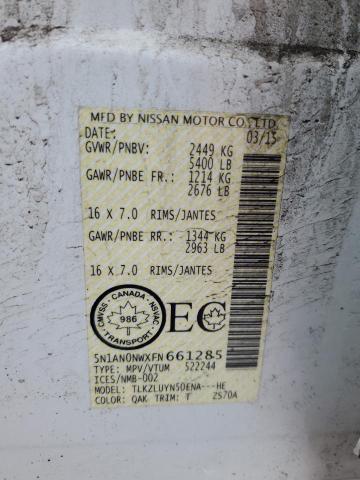 MFD BY NISSAN MOTOR CO., LTD
DATE: 03/15
GVWR/PNBV: 2449 KG
5400 LB
GAWR/PNBE FR.: 1214 KG
2676 LB
16 X 7.0 RIMS/JANTES
GAWR/PNBE RR.: 1344 KG
2963 LB
16 X 7.0 RIMS/JANTES
CANADA
CMVSS NSVAC
986
TRANSPORT
EC
5N1AN0NWXFN661285
TYPE: MPV/VTUM 522244
ICES/NMB-002
MODEL: TLKZLUYN50ENA---HE
COLOR: QAK TRIM: T ZS70A